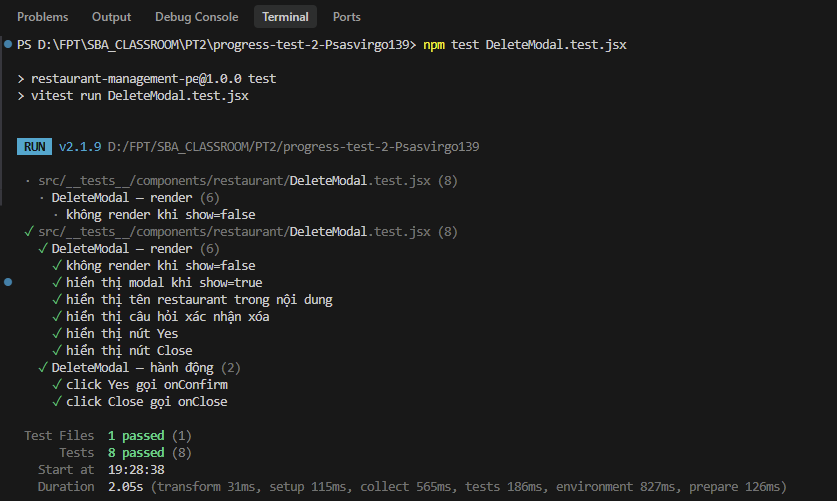 Problems Output Debug Console Terminal Ports
PS D:\FPT\SBA_CLASSROOM\PT2\progress-test-2-Psasvirgo139> npm test DeleteModal.test.jsx
> restaurant-management-pe@1.0.0 test
> vitest run DeleteModal.test.jsx
RUN v2.1.9 D:/FPT/SBA_CLASSROOM/PT2/progress-test-2-Psasvirgo139
· src/__tests__/components/restaurant/DeleteModal.test.jsx (8)
· DeleteModal — render (6)
· không render khi show=false
✓ src/__tests__/components/restaurant/DeleteModal.test.jsx (8)
✓ DeleteModal — render (6)
✓ không render khi show=false
✓ hiển thị modal khi show=true
✓ hiển thị tên restaurant trong nội dung
✓ hiển thị câu hỏi xác nhận xóa
✓ hiển thị nút Yes
✓ hiển thị nút Close
✓ DeleteModal — hành động (2)
✓ click Yes gọi onConfirm
✓ click Close gọi onClose
Test Files 1 passed (1)
Tests 8 passed (8)
Start at 19:28:38
Duration 2.05s (transform 31ms, setup 115ms, collect 565ms, tests 186ms, environment 827ms, prepare 126ms)